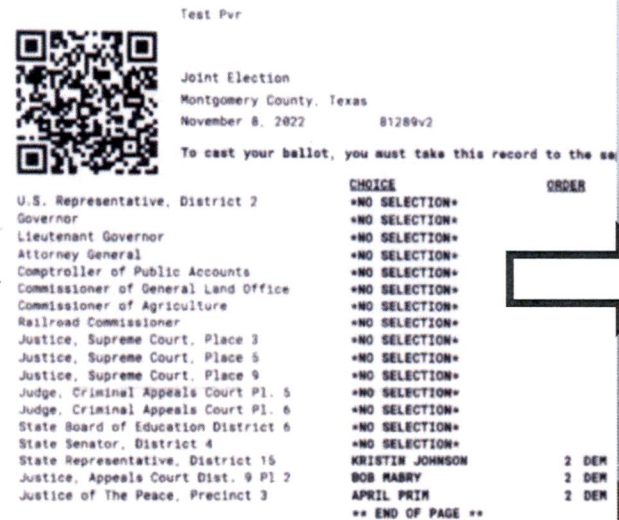 Test Pvr
Joint Election
Montgomery County, Texas
November 8, 2022 81289v2
To cast your ballot, you must take this record to the
CHOICE ORDER
U.S. Representative, District 2 *NO SELECTION*
Governor *NO SELECTION*
Lieutenant Governor *NO SELECTION*
Attorney General *NO SELECTION*
Comptroller of Public Accounts *NO SELECTION*
Commissioner of General Land Office *NO SELECTION*
Commissioner of Agriculture *NO SELECTION*
Railroad Commissioner *NO SELECTION*
Justice, Supreme Court, Place 3 *NO SELECTION*
Justice, Supreme Court, Place 5 *NO SELECTION*
Justice, Supreme Court, Place 9 *NO SELECTION*
Judge, Criminal Appeals Court Pl. 5 *NO SELECTION*
Judge, Criminal Appeals Court Pl. 6 *NO SELECTION*
State Board of Education District 6 *NO SELECTION*
State Senator, District 4 *NO SELECTION*
State Representative, District 15 KRISTIN JOHNSON 2 DEM
Justice, Appeals Court Dist. 9 Pl 2 BOB MABRY 2 DEM
Justice of The Peace, Precinct 3 APRIL PRIM 2 DEM
** END OF PAGE **